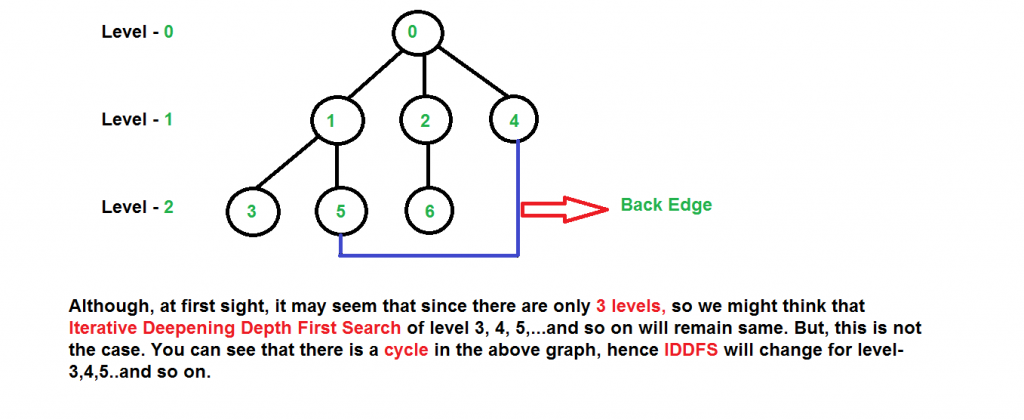 Level - 0
0
Level - 1
1
2
4
Level - 2
3
5
6
Back Edge
Although, at first sight, it may seem that since there are only 3 levels, so we might think that
Iterative Deepening Depth First Search of level 3, 4, 5,...and so on will remain same. But, this is not
the case. You can see that there is a cycle in the above graph, hence IDDFS will change for level-
3,4,5..and so on.